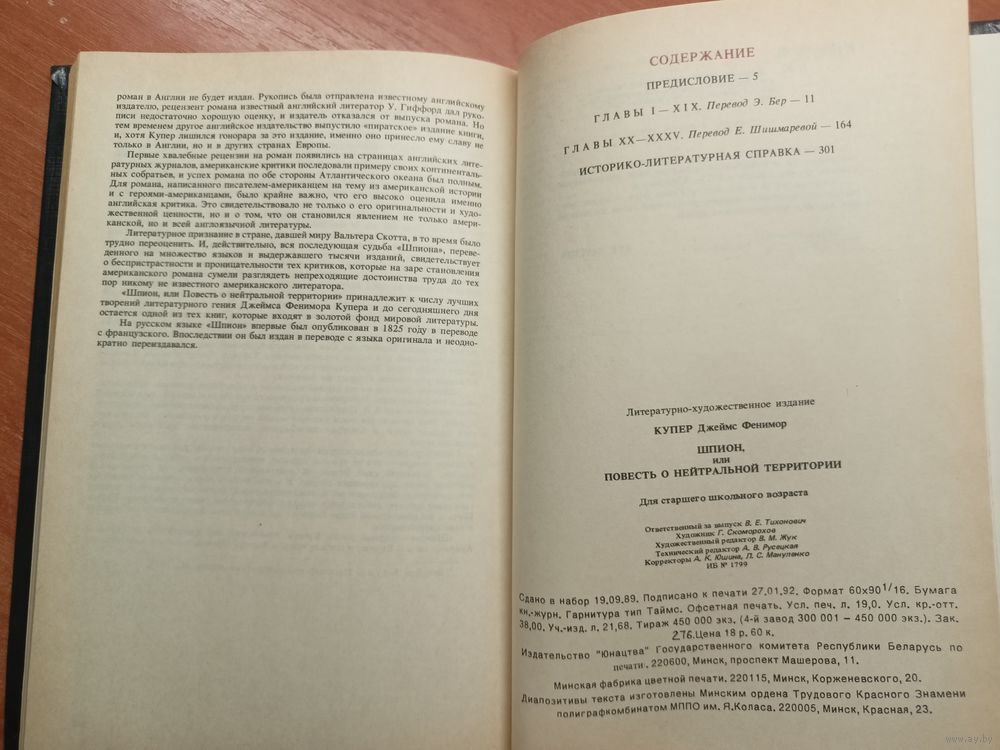 роман в Англии не будет издан. Рукопись была отправлена известному английскому
издателю, рецензент романа известный английский литератор У. Гиффорд дал руко-
писи недостаточно хорошую оценку, и издатель отказался от выпуска романа. Но
тем временем другое английское издательство выпустило «пиратское» издание книги,
и, хотя Купер лишился гонорара за это издание, именно оно принесло ему славу не
только в Англии, но и в других странах Европы.
Первые хвалебные рецензии на роман появились на страницах английских лите-
ратурных журналов, американские критики последовали примеру своих континенталь-
ных собратьев, и успех романа по обе стороны Атлантического океана был полным.
Для романа, написанного писателем-американцем на тему из американской истории
и с героями-американцами, было крайне важно, что его высоко оценила именно
английская критика. Это свидетельствовало не только о его оригинальности и худо-
жественной ценности, но и о том, что он становился явлением не только амери-
канской, но и всей англоязычной литературы.
Литературное признание в стране, давшей миру Вальтера Скотта, в то время было
трудно переоценить. И, действительно, вся последующая судьба «Шпиона», переве-
денного на множество языков и выдержавшего тысячи изданий, свидетельствует
о беспристрастности и проницательности тех критиков, которые на заре становления
американского романа сумели разглядеть непреходящие достоинства труда до тех
пор никому не известного американского литератора.
«Шпион, или Повесть о нейтральной территории» принадлежит к числу лучших
творений литературного гения Джеймса Фенимора Купера и до сегодняшнего дня
остается одной из тех книг, которые входят в золотой фонд мировой литературы.
На русском языке «Шпион» впервые был опубликован в 1825 году в переводе
с французского. Впоследствии он был издан в переводе с языка оригинала и неодно-
кратно переиздавался.
СОДЕРЖАНИЕ
ПРЕДИСЛОВИЕ — 5
ГЛАВЫ I—XIX. Перевод Э. Бер — 11
ГЛАВЫ XX—XXXV. Перевод Е. Шишмаревой — 164
ИСТОРИКО-ЛИТЕРАТУРНАЯ СПРАВКА — 301
Литературно-художественное издание
КУПЕР Джеймс Фенимор
ШПИОН,
или
ПОВЕСТЬ О НЕЙТРАЛЬНОЙ ТЕРРИТОРИИ
Для старшего школьного возраста
Ответственный за выпуск В. Е. Тихонович
Художник Г. Скоморохов
Художественный редактор В. М. Жук
Технический редактор А. В. Русецкая
Корректоры А. К. Юшина, Л. С. Мануленко
ИБ № 1799
Сдано в набор 19.09.89. Подписано к печати 27.01.92. Формат 60х90 1/16. Бумага
кн.-журн. Гарнитура тип Таймс. Офсетная печать. Усл. печ. л. 19,0. Усл. кр.-отт.
38,00. Уч.-изд. л. 21,68. Тираж 450 000 экз. (4-й завод 300 001 — 450 000 экз.). Зак.
276. Цена 18 р. 60 к.
Издательство "Юнацтва" Государственного комитета Республики Беларусь по
печати. 220600, Минск, проспект Машерова, 11.
Минская фабрика цветной печати. 220115, Минск, Корженевского, 20.
Диапозитивы текста изготовлены Минским ордена Трудового Красного Знамени
полиграфкомбинатом МППО им. Я.Коласа. 220005, Минск, Красная, 23.
www.ay.by